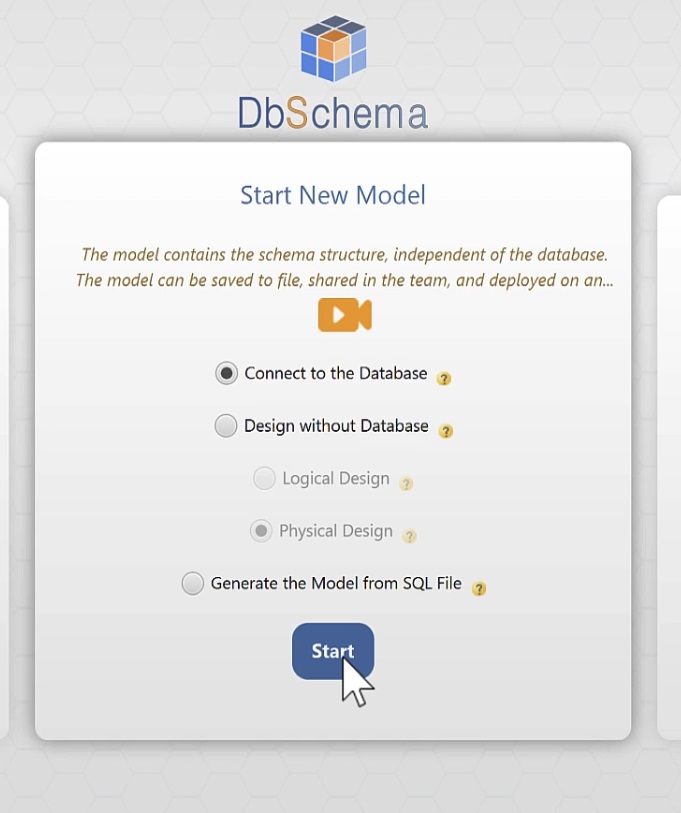 DbSchema
Start New Model
The model contains the schema structure, independent of the database.
The model can be saved to file, shared in the team, and deployed on an...
Connect to the Database ?
Design without Database ?
Logical Design ?
Physical Design ?
Generate the Model from SQL File ?
Start